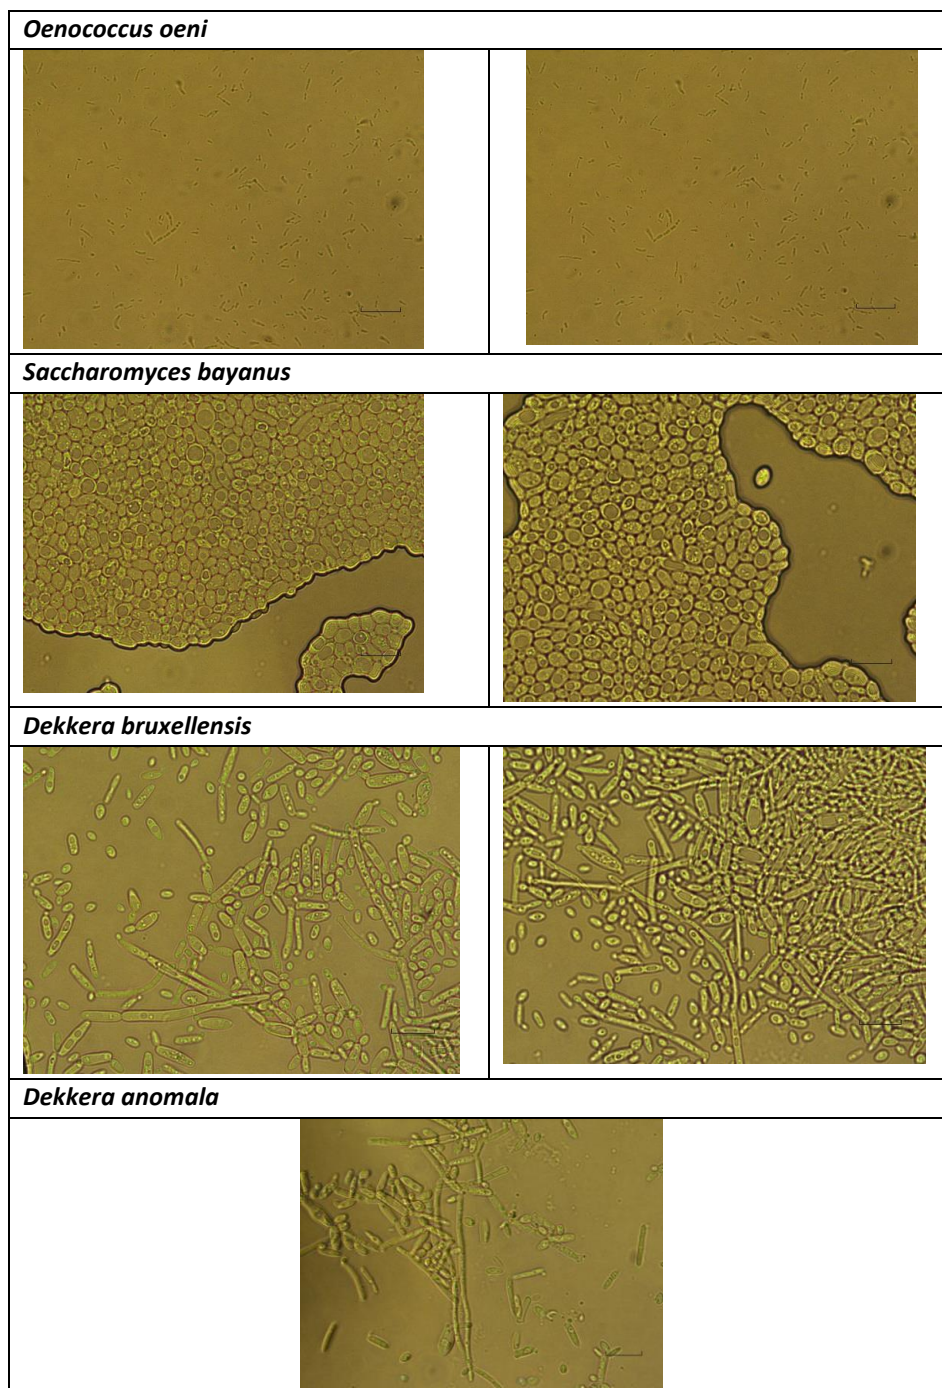 Oenococcus oeni
Saccharomyces bayanus
Dekkera bruxellensis
Dekkera anomala